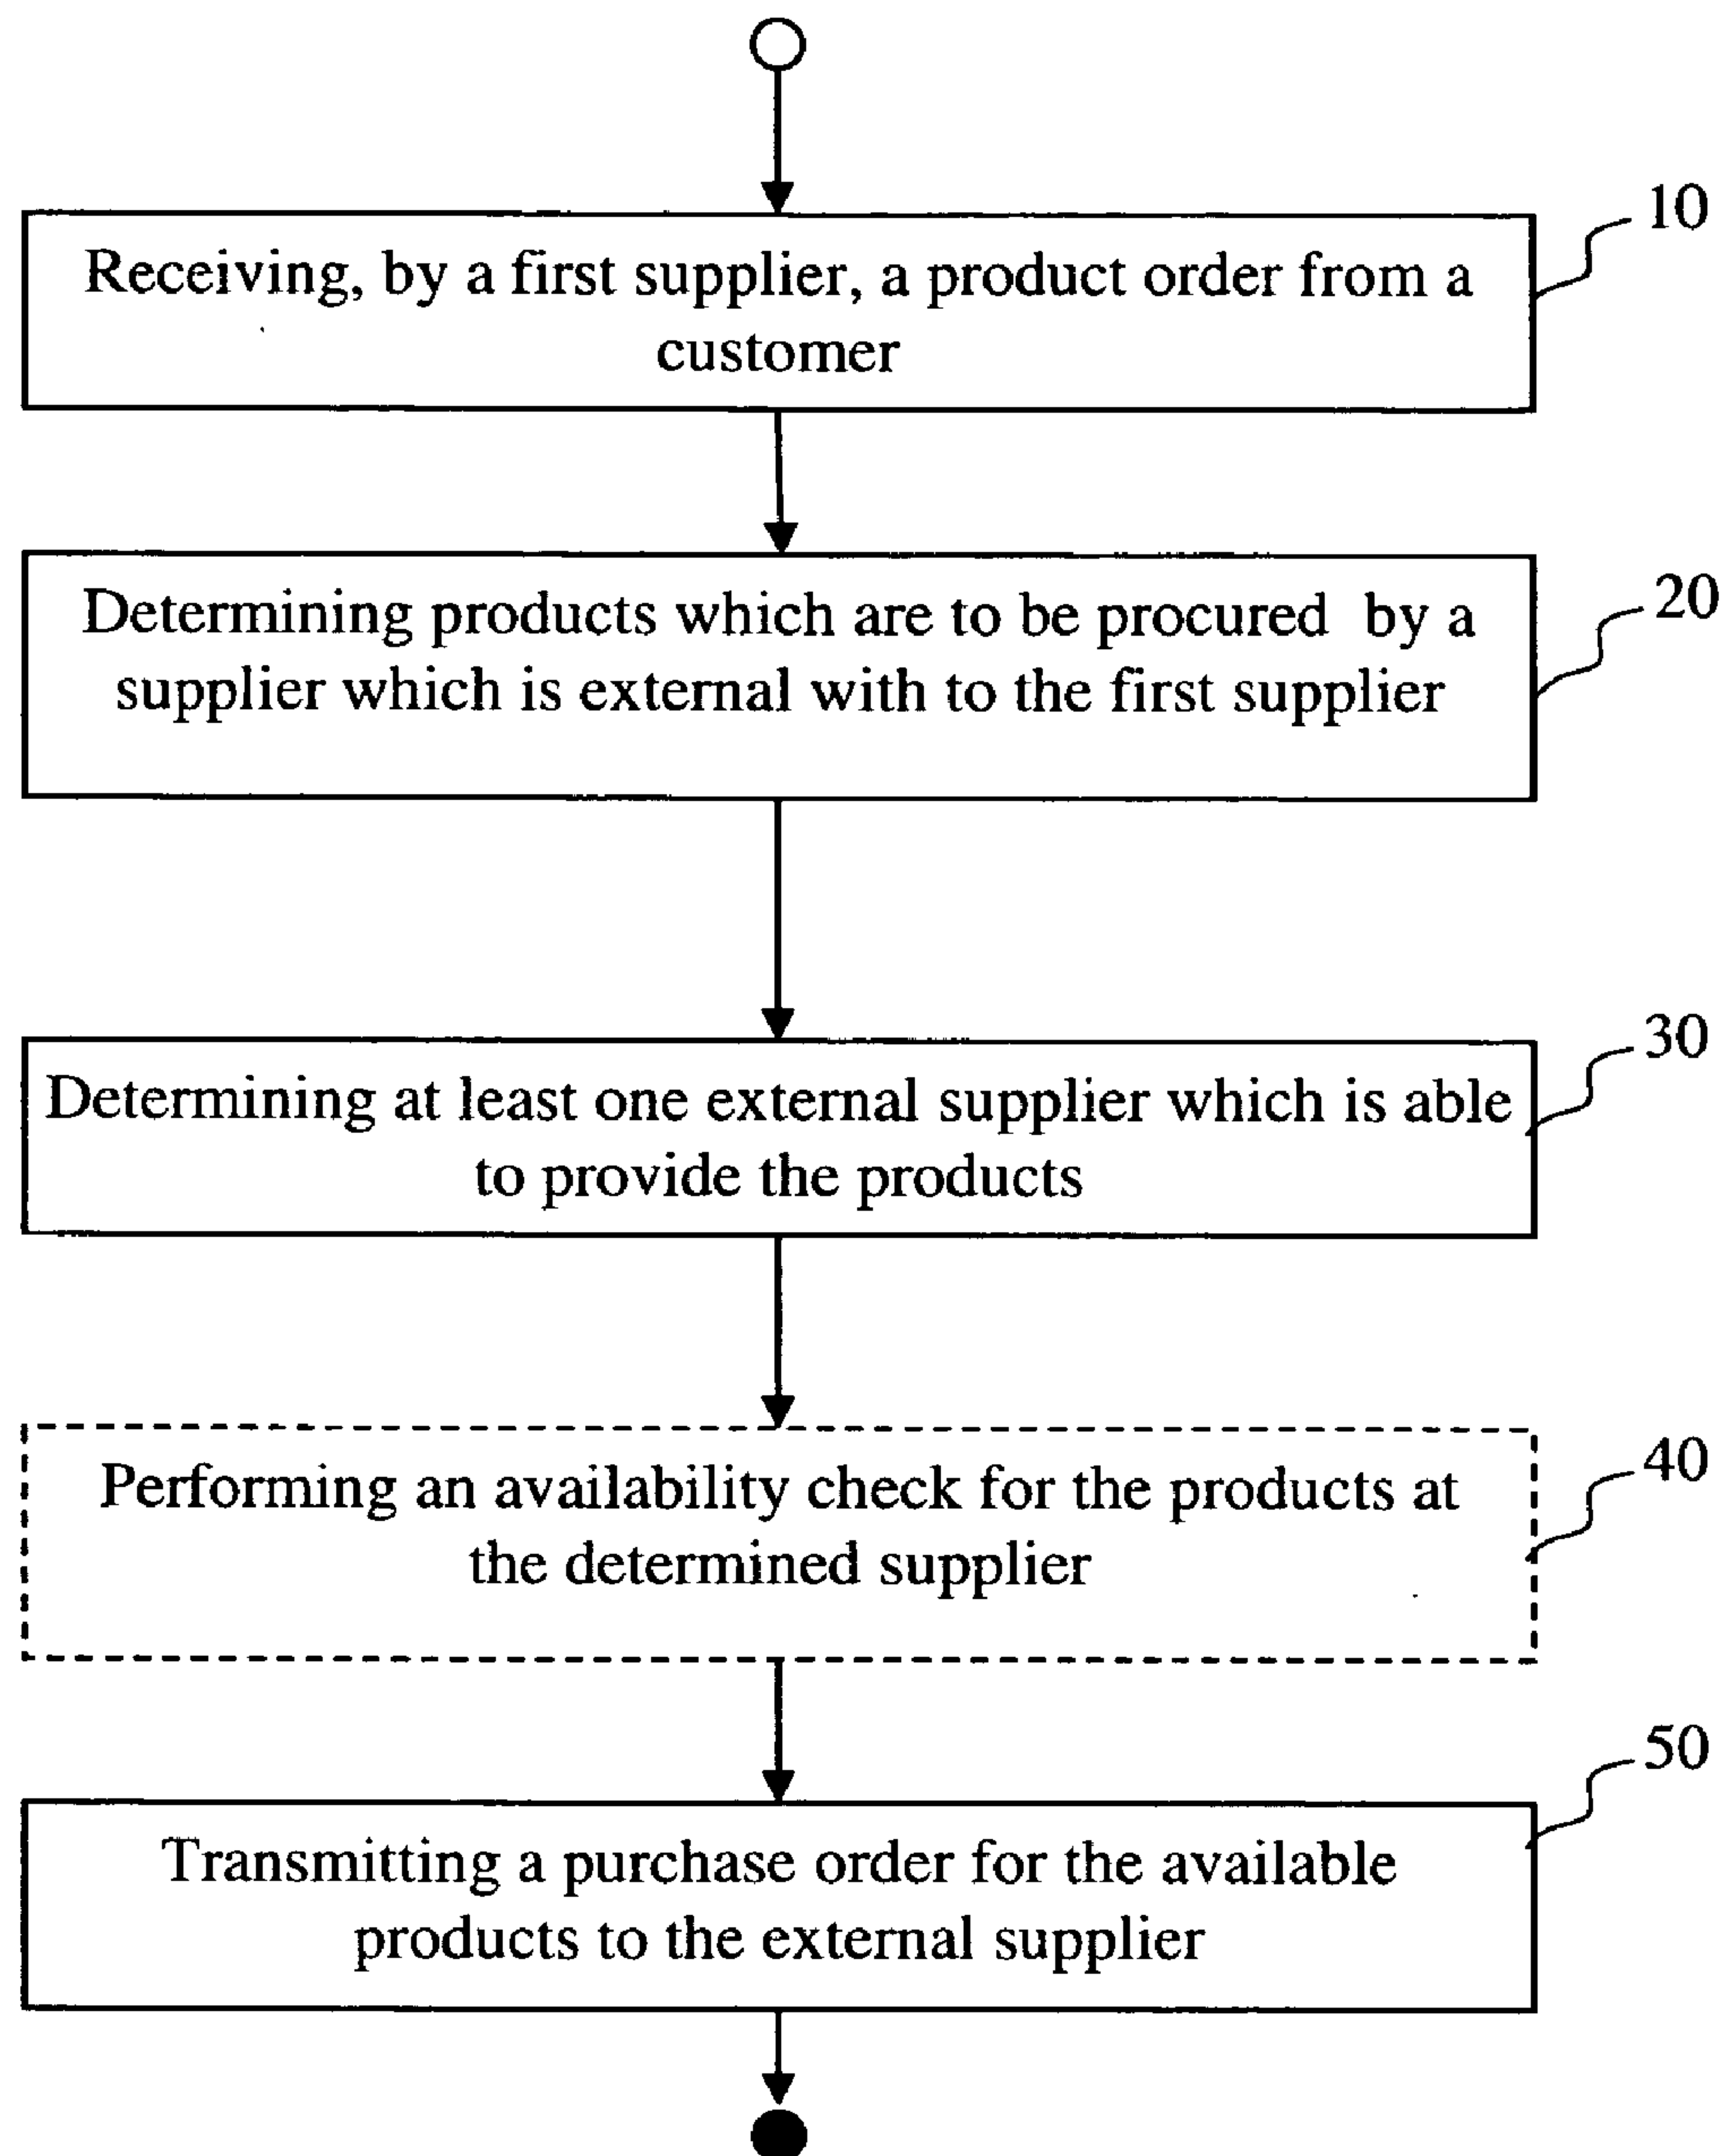 10
Receiving, by a first supplier, a product order from a
customer
20
Determining products which are to be procured by a
supplier which is external with to the first supplier
30
Determining at least one external supplier which is able
to provide the products
40
Performing an availability check for the products at
the determined supplier
50
Transmitting a purchase order for the available
products to the external supplier